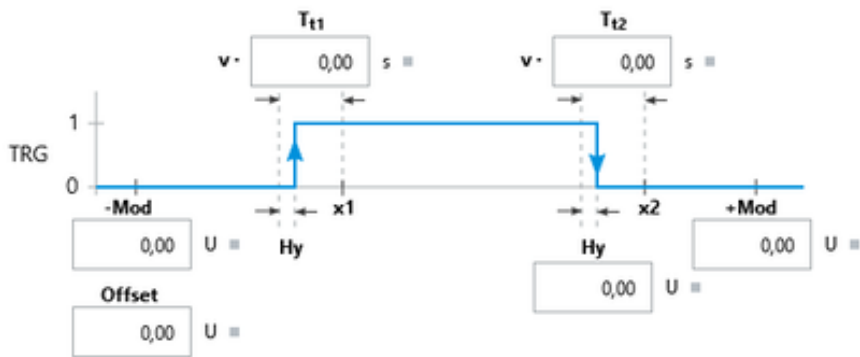 Tt1 Tt2
v · 0,00 s v · 0,00 s
1
TRG
0
-Mod x1 x2 +Mod
0,00 U Hy Hy 0,00 U
0,00 U
Offset
0,00 U